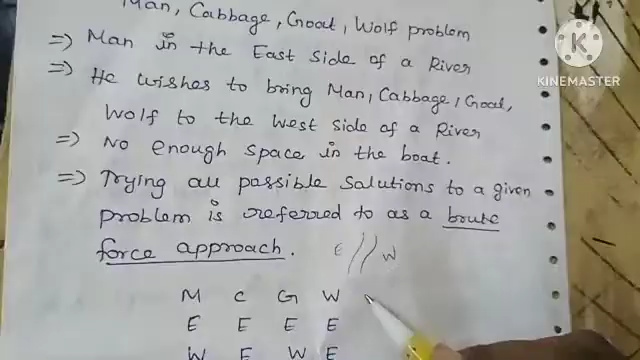 Man, Cabbage, Goat, Wolf problem
⇒ Man in the East side of a River
⇒ He wishes to bring Man, Cabbage, Goat,
Wolf to the West side of a River
⇒ No enough space in the boat.
⇒ Trying all possible solutions to a given
problem is referred to as a brute
force approach. E // W
M C G W
E E E E
W E W E
KINEMASTER